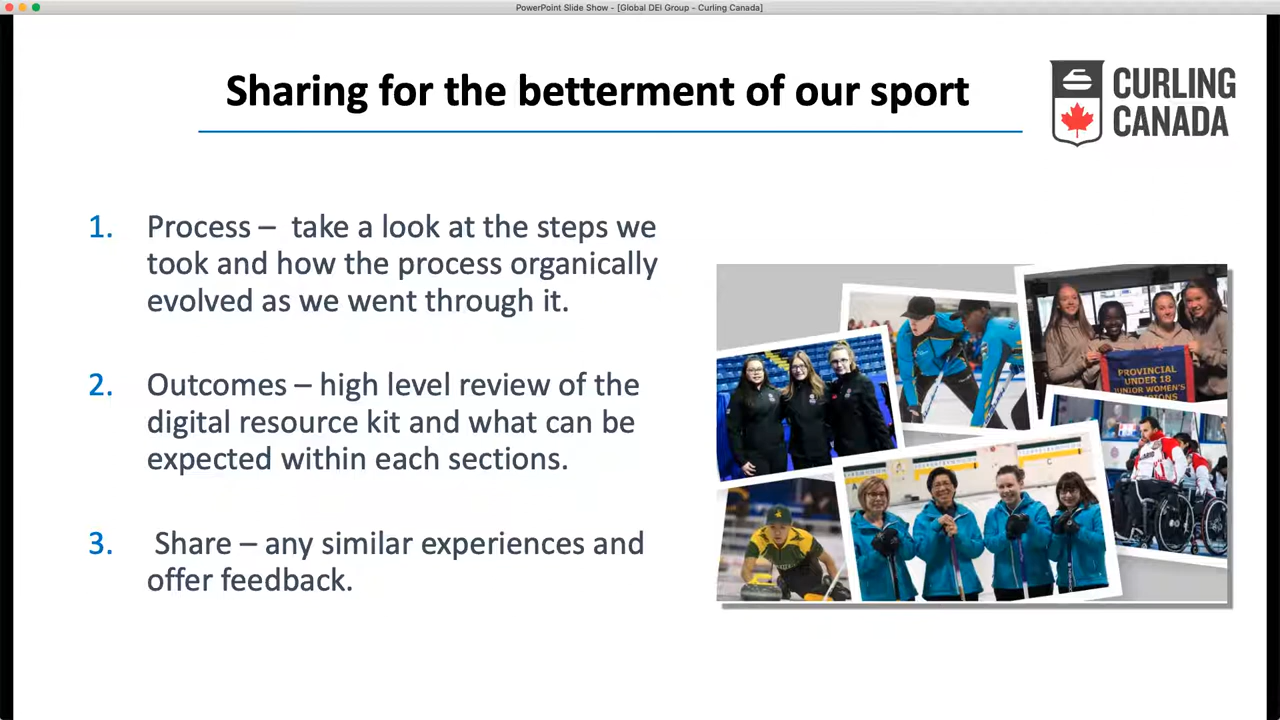 PowerPoint Slide Show - [Global DEI Group - Curling Canada]
Sharing for the betterment of our sport
CURLING
CANADA
1. Process – take a look at the steps we
took and how the process organically
evolved as we went through it.
2. Outcomes – high level review of the
digital resource kit and what can be
expected within each sections.
3. Share – any similar experiences and
offer feedback.
PROVINCIAL
UNDER 18
JUNIOR WOMEN'S